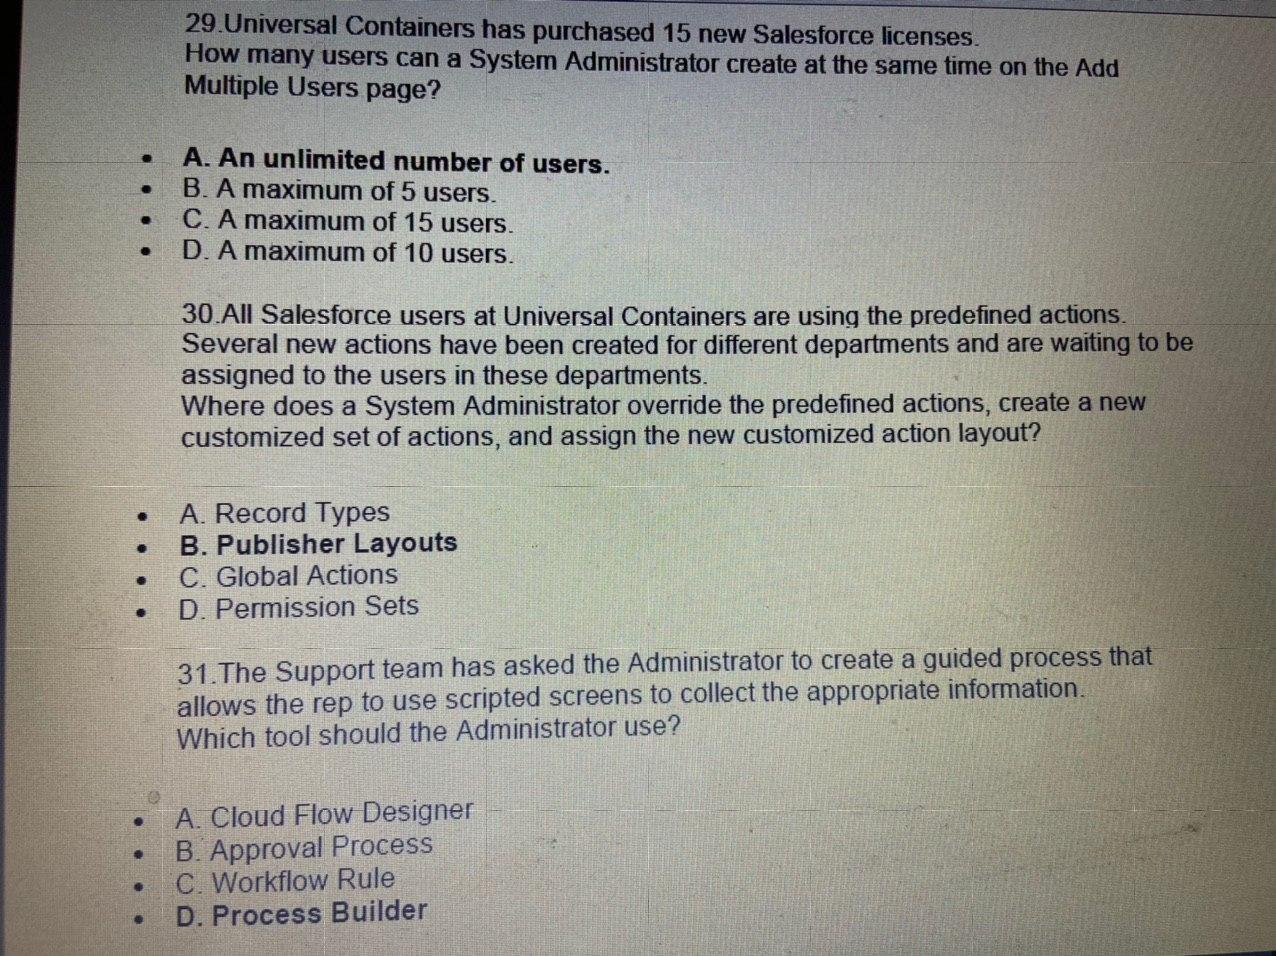 29.Universal Containers has purchased 15 new Salesforce licenses.
How many users can a System Administrator create at the same time on the Add
Multiple Users page?
• A. An unlimited number of users.
• B. A maximum of 5 users.
• C. A maximum of 15 users.
• D. A maximum of 10 users.
30.All Salesforce users at Universal Containers are using the predefined actions.
Several new actions have been created for different departments and are waiting to be
assigned to the users in these departments.
Where does a System Administrator override the predefined actions, create a new
customized set of actions, and assign the new customized action layout?
• A. Record Types
• B. Publisher Layouts
• C. Global Actions
• D. Permission Sets
31.The Support team has asked the Administrator to create a guided process that
allows the rep to use scripted screens to collect the appropriate information.
Which tool should the Administrator use?
• A. Cloud Flow Designer
• B. Approval Process
• C. Workflow Rule
• D. Process Builder